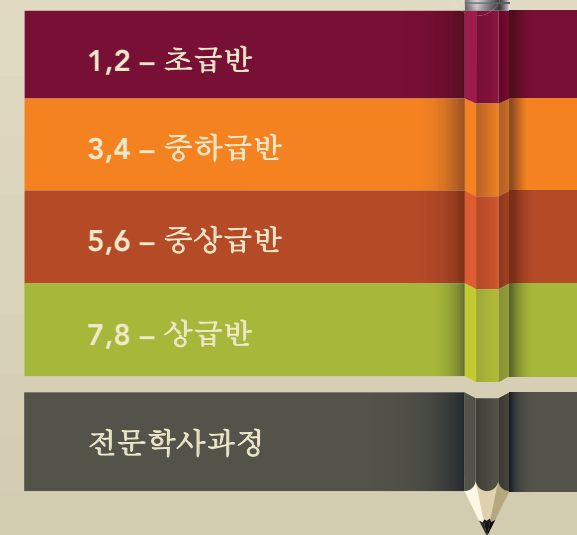 1,2 – 초급반
3,4 – 중하급반
5,6 – 중상급반
7,8 – 상급반
전문학사과정